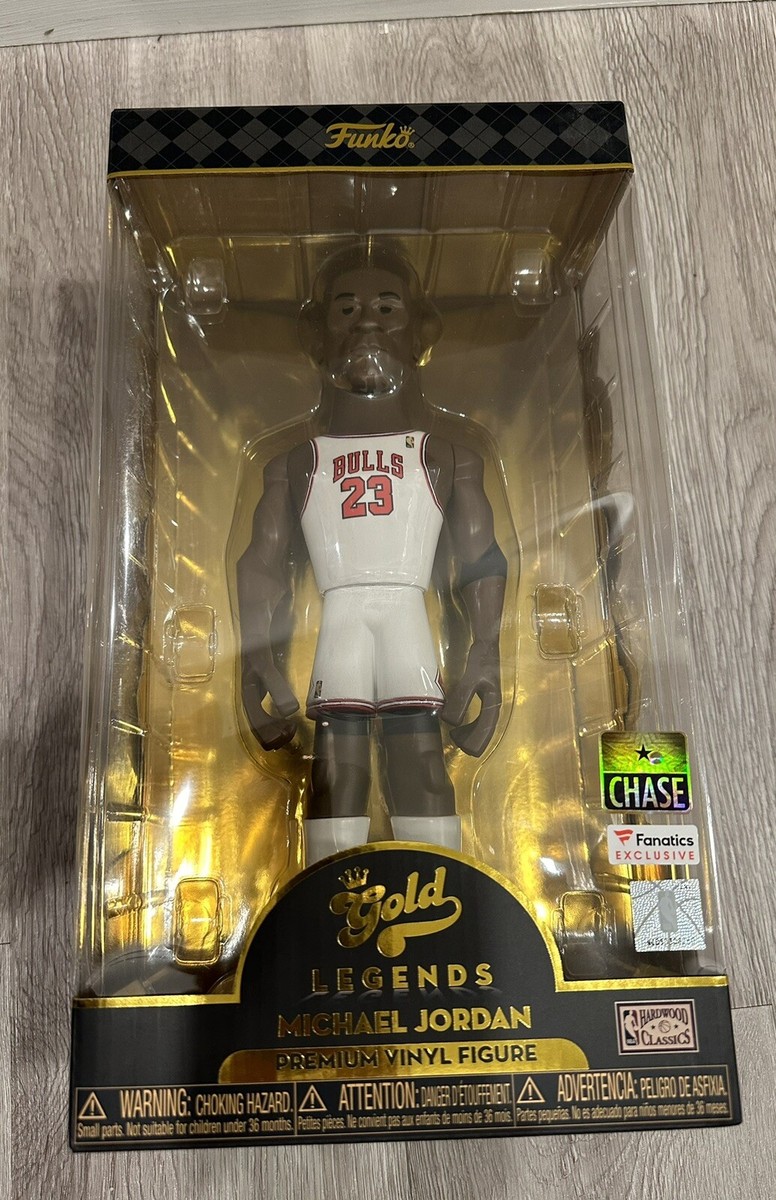 Funko®
BULLS
23
CHASE
Fanatics
EXCLUSIVE
Gold
LEGENDS
MICHAEL JORDAN
PREMIUM VINYL FIGURE
HARDWOOD
CLASSICS
WARNING: CHOKING HAZARD.
Small parts. Not suitable for children under 36 months.
ATTENTION: DANGER D'ÉTOUFFEMENT.
Petites pièces. Ne convient pas aux enfants de moins de 36 mois.
ADVERTENCIA: PELIGRO DE ASFIXIA.
Partes pequeñas. No es adecuado para niños menores de 36 meses.